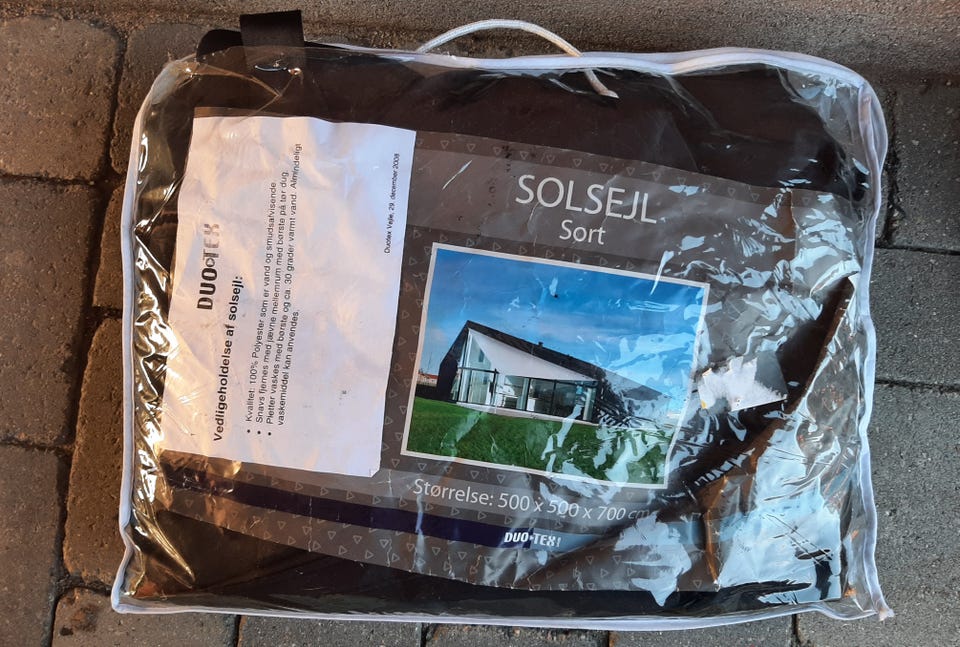 DUO•TEX
Vedligeholdelse af solsejl:
• Kvalitet: 100% Polyester som er vand og smudsafvisende
• Snavs fjernes med jævne mellemrum med børste på tør dug.
• Pletter vaskes med børste og ca. 30 grader varmt vand. Almindeligt
vaskemiddel kan anvendes.
Duotex Vejle, 29. december 2008
SOLSEJL
Sort
Størrelse: 500 x 500 x 700 cm
DUO•TEX!